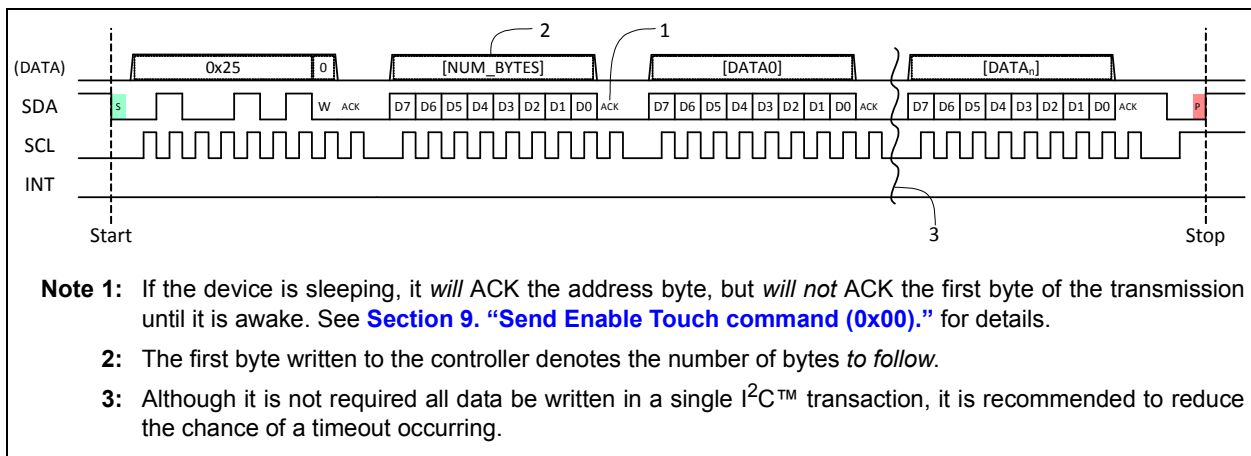 2 1
(DATA) 0x25 0 [NUM_BYTES] [DATA0] [DATAn]
SDA S W ACK D7 D6 D5 D4 D3 D2 D1 D0 ACK D7 D6 D5 D4 D3 D2 D1 D0 ACK D7 D6 D5 D4 D3 D2 D1 D0 ACK P
SCL
INT
3
Start Stop
Note 1: If the device is sleeping, it will ACK the address byte, but will not ACK the first byte of the transmission
until it is awake. See Section 9. “Send Enable Touch command (0x00).” for details.
2: The first byte written to the controller denotes the number of bytes to follow.
3: Although it is not required all data be written in a single I2C™ transaction, it is recommended to reduce
the chance of a timeout occurring.